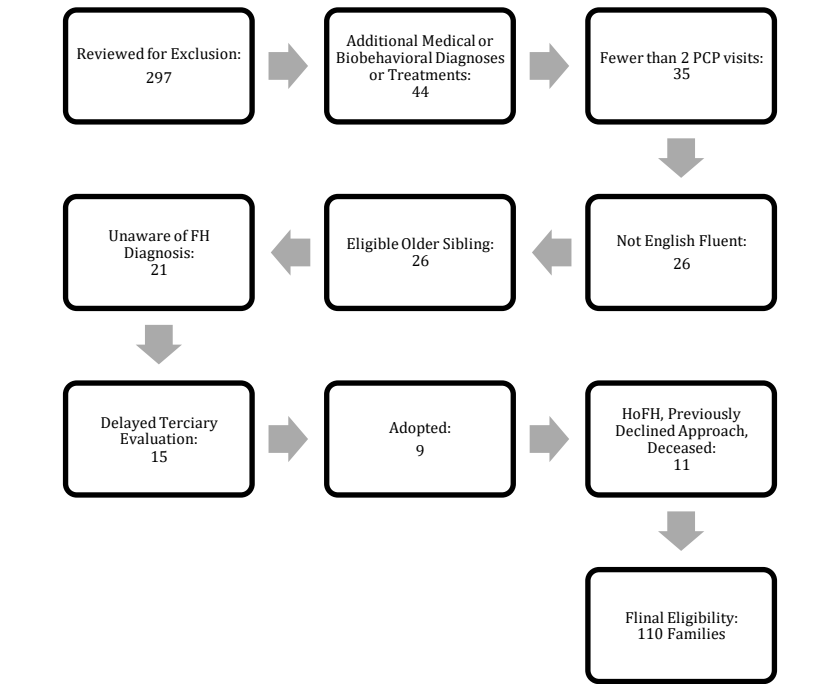 Reviewed for Exclusion:
297
Additional Medical or
Biobehavioral Diagnoses
or Treatments:
44
Fewer than 2 PCP visits:
35
Not English Fluent:
26
Eligible Older Sibling:
26
Unaware of FH
Diagnosis:
21
Delayed Terciary
Evaluation:
15
Adopted:
9
HoFH, Previously
Declined Approach,
Deceased:
11
Flinal Eligibility:
110 Families